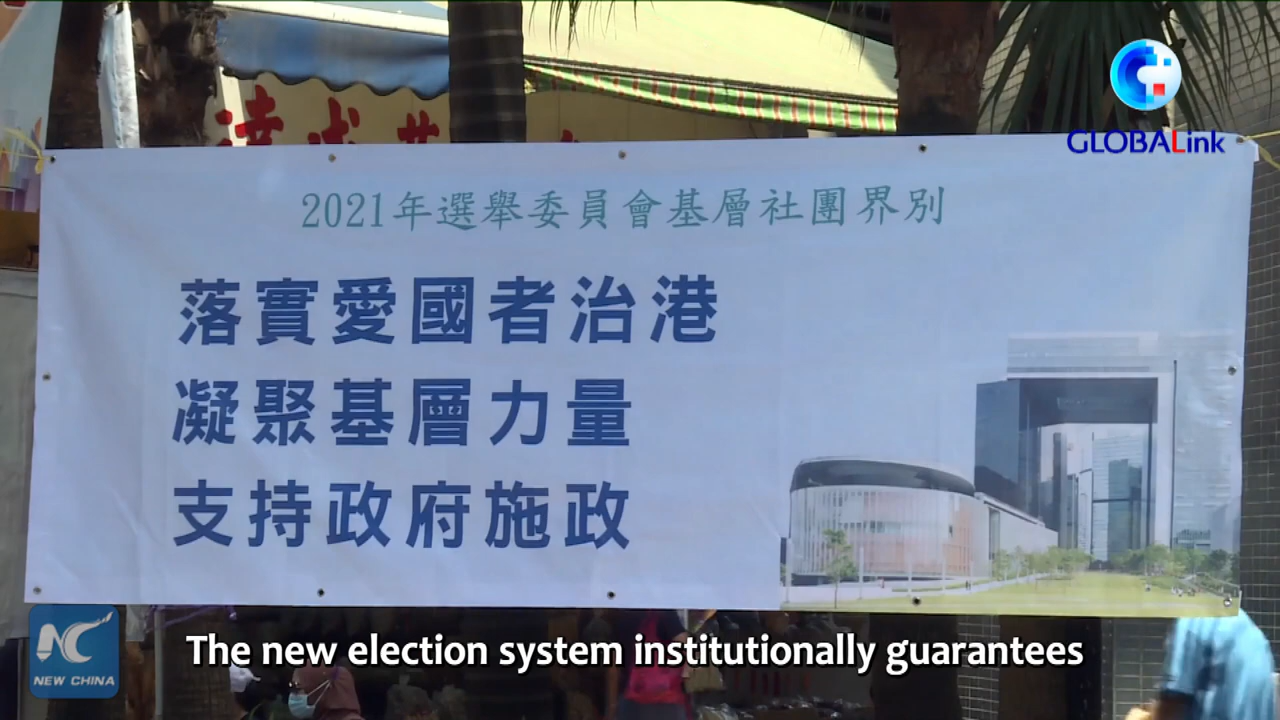 GLOBALink
2021年選舉委員會基層社團界別
落實愛國者治港
凝聚基層力量
支持政府施政
The new election system institutionally guarantees
NEW CHINA